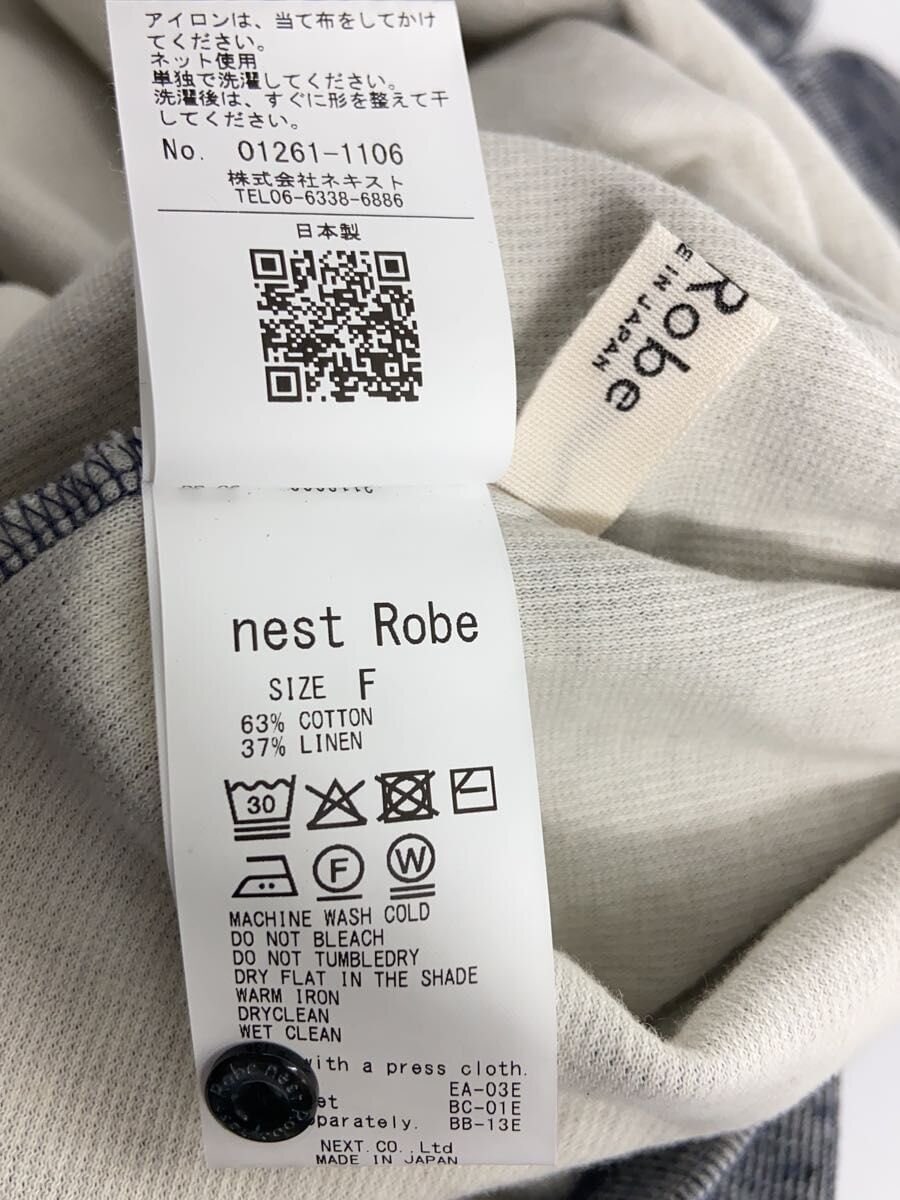 アイロンは、当て布をしてかけ
てください。
ネット使用
単独で洗濯してください。
洗濯後は、すぐに形を整えて干
してください。
No. 01261-1106
株式会社ネキスト
TEL06-6338-6886
日本製
Robe
E IN JAPAN
nest Robe
SIZE F
63% COTTON
37% LINEN
30
F
W
MACHINE WASH COLD
DO NOT BLEACH
DO NOT TUMBLEDRY
DRY FLAT IN THE SHADE
WARM IRON
DRYCLEAN
WET CLEAN
with a press cloth.
EA-03E
et BC-01E
parately. BB-13E
Robe nest
NEXT.CO.,Ltd
MADE IN JAPAN